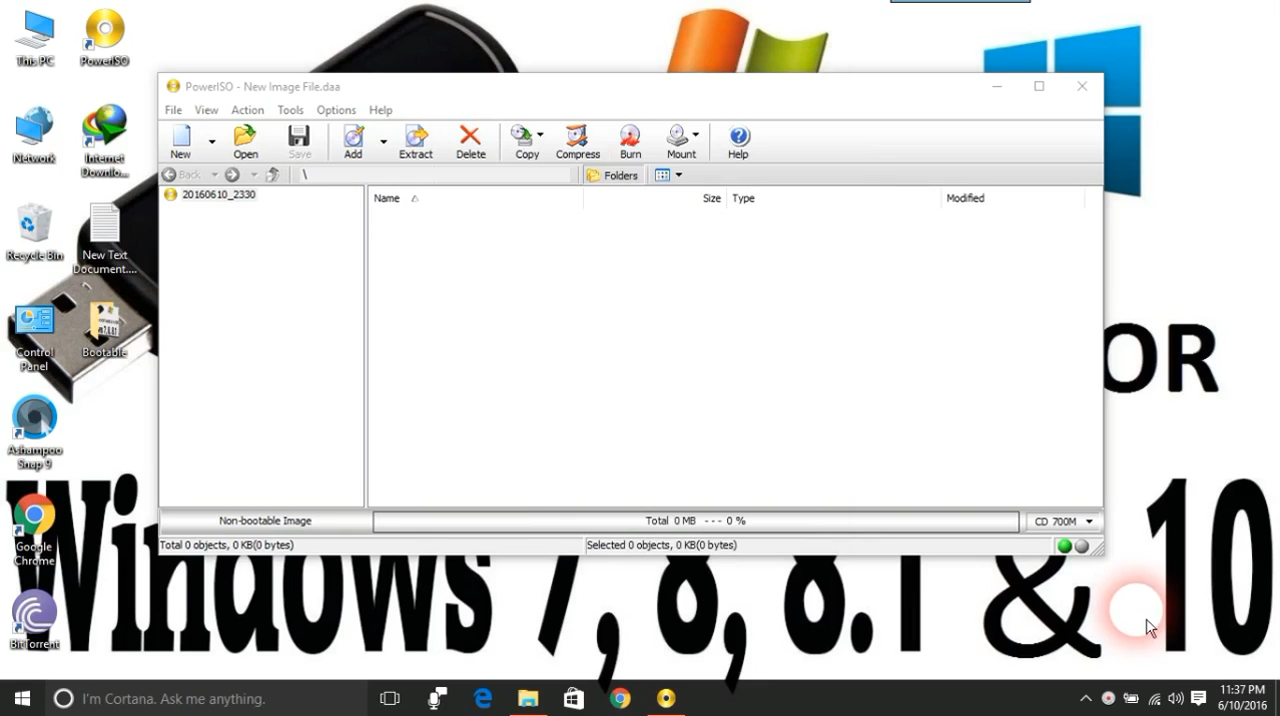 This PC
PowerISO
Network
Internet
Downlo...
Recycle Bin
New Text
Document....
Control
Panel
Bootable
Ashampoo
Snap 9
Google
Chrome
BitTorrent
PowerISO - New Image File.daa
File View Action Tools Options Help
New Open Save Add Extract Delete Copy Compress Burn Mount Help
Back \ Folders
20160610_2330
Name Size Type Modified
Non-bootable Image Total 0 MB --- 0 % CD 700M
Total 0 objects, 0 KB(0 bytes) Selected 0 objects, 0 KB(0 bytes)
OR
Windows 7, 8, 8.1 & 10
I'm Cortana. Ask me anything.
11:37 PM
6/10/2016